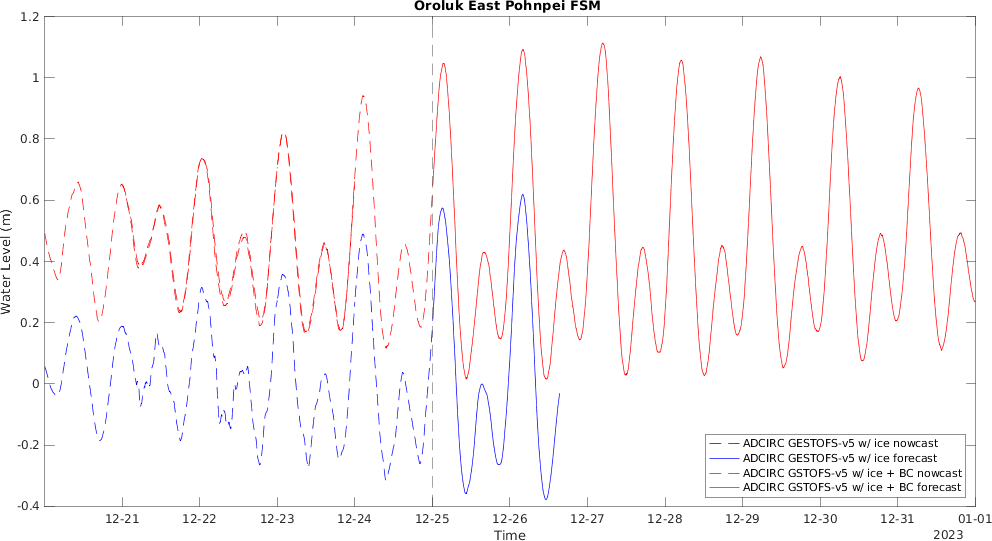 Oroluk East Pohnpei FSM
1.2
1
0.8
0.6
0.4
0.2
0
-0.2
-0.4
Water Level (m)
ADCIRC GESTOFS-v5 w/ ice nowcast
ADCIRC GESTOFS-v5 w/ ice forecast
ADCIRC GSTOFS-v5 w/ ice + BC nowcast
ADCIRC GSTOFS-v5 w/ ice + BC forecast
12-21 12-22 12-23 12-24 12-25 12-26 12-27 12-28 12-29 12-30 12-31 01-01
Time
2023